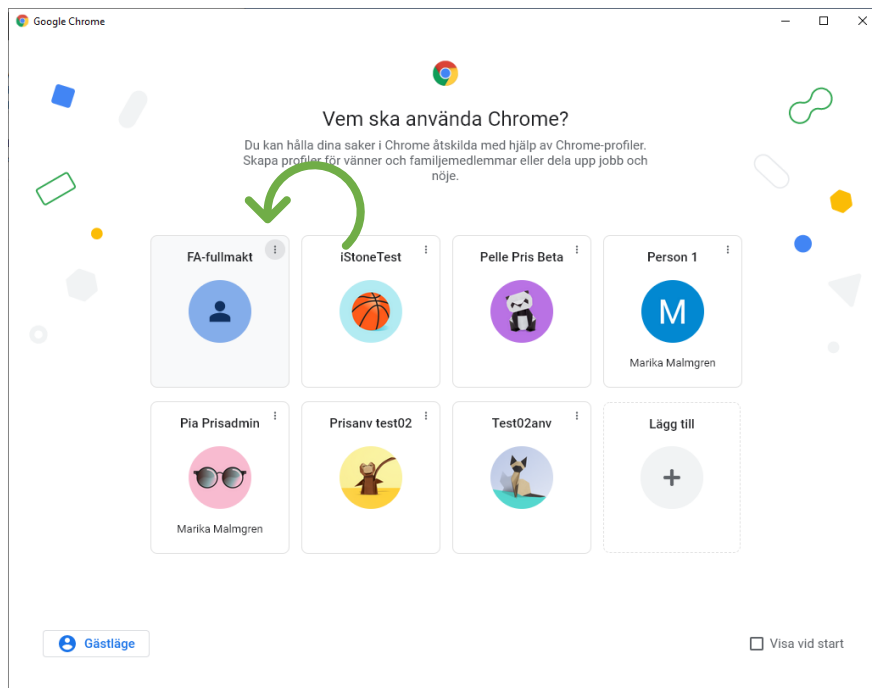 Google Chrome
Vem ska använda Chrome?
Du kan hålla dina saker i Chrome åtskilda med hjälp av Chrome-profiler.
Skapa profiler för vänner och familjemedlemmar eller dela upp jobb och
nöje.
FA-fullmakt
iStoneTest
Pelle Pris Beta
Person 1
M
Marika Malmgren
Pia Prisadmin
Prisanv test02
Test02anv
Lägg till
Marika Malmgren
Gästläge
Visa vid start